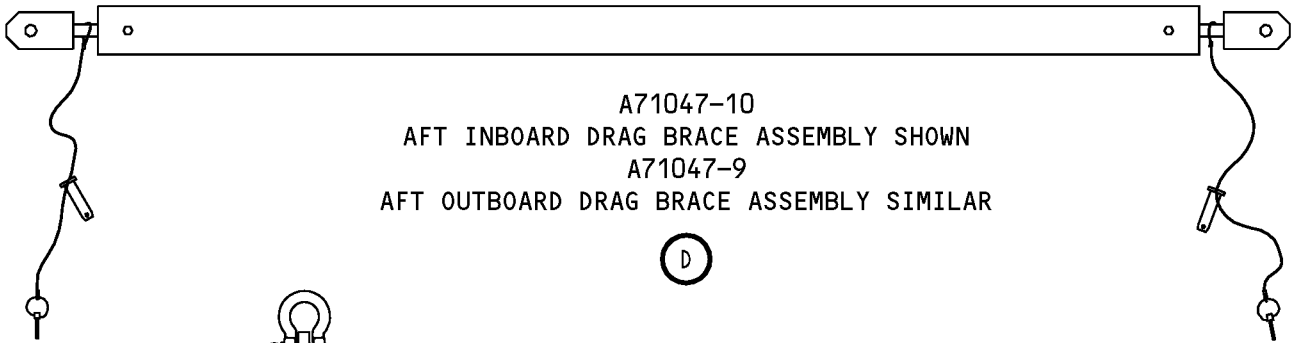 A71047-10
AFT INBOARD DRAG BRACE ASSEMBLY SHOWN
A71047-9
AFT OUTBOARD DRAG BRACE ASSEMBLY SIMILAR
D